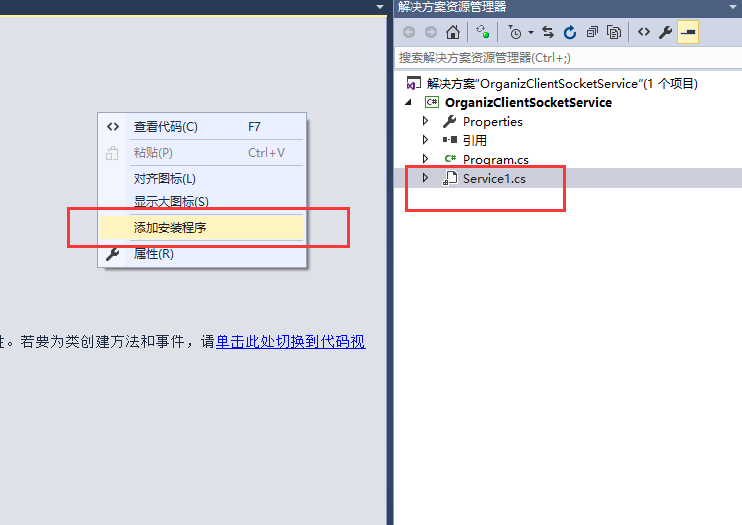 解决方案资源管理器
搜索解决方案资源管理器(Ctrl+;)
解决方案"OrganizClientSocketService"(1 个项目)
C# OrganizClientSocketService
Properties
引用
C# Program.cs
Service1.cs
查看代码(C) F7
粘贴(P) Ctrl+V
对齐图标(L)
显示大图标(S)
添加安装程序
属性(R)
。若要为类创建方法和事件，请单击此处切换到代码视